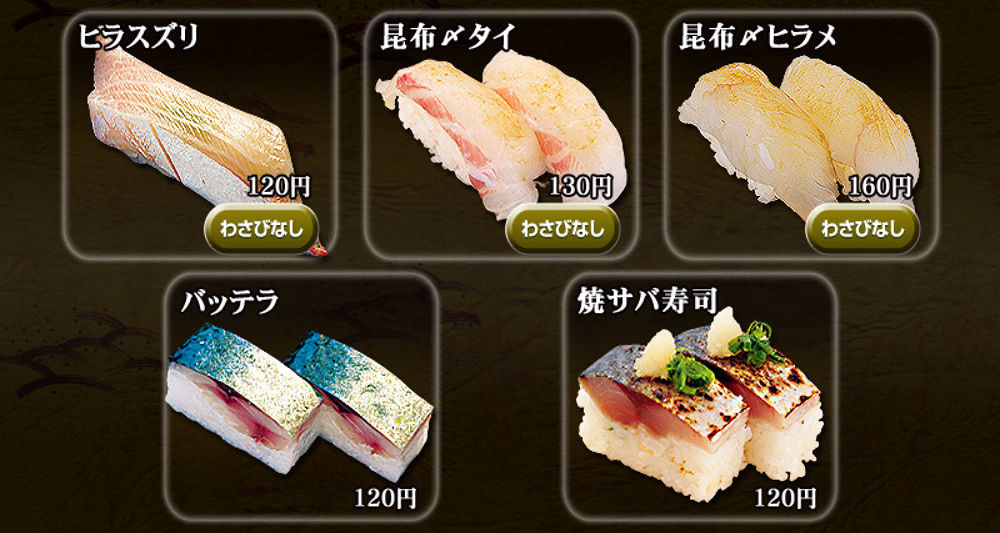 ヒラスズリ
120円
わさびなし
昆布〆タイ
130円
わさびなし
昆布〆ヒラメ
160円
わさびなし
バッテラ
120円
焼サバ寿司
120円